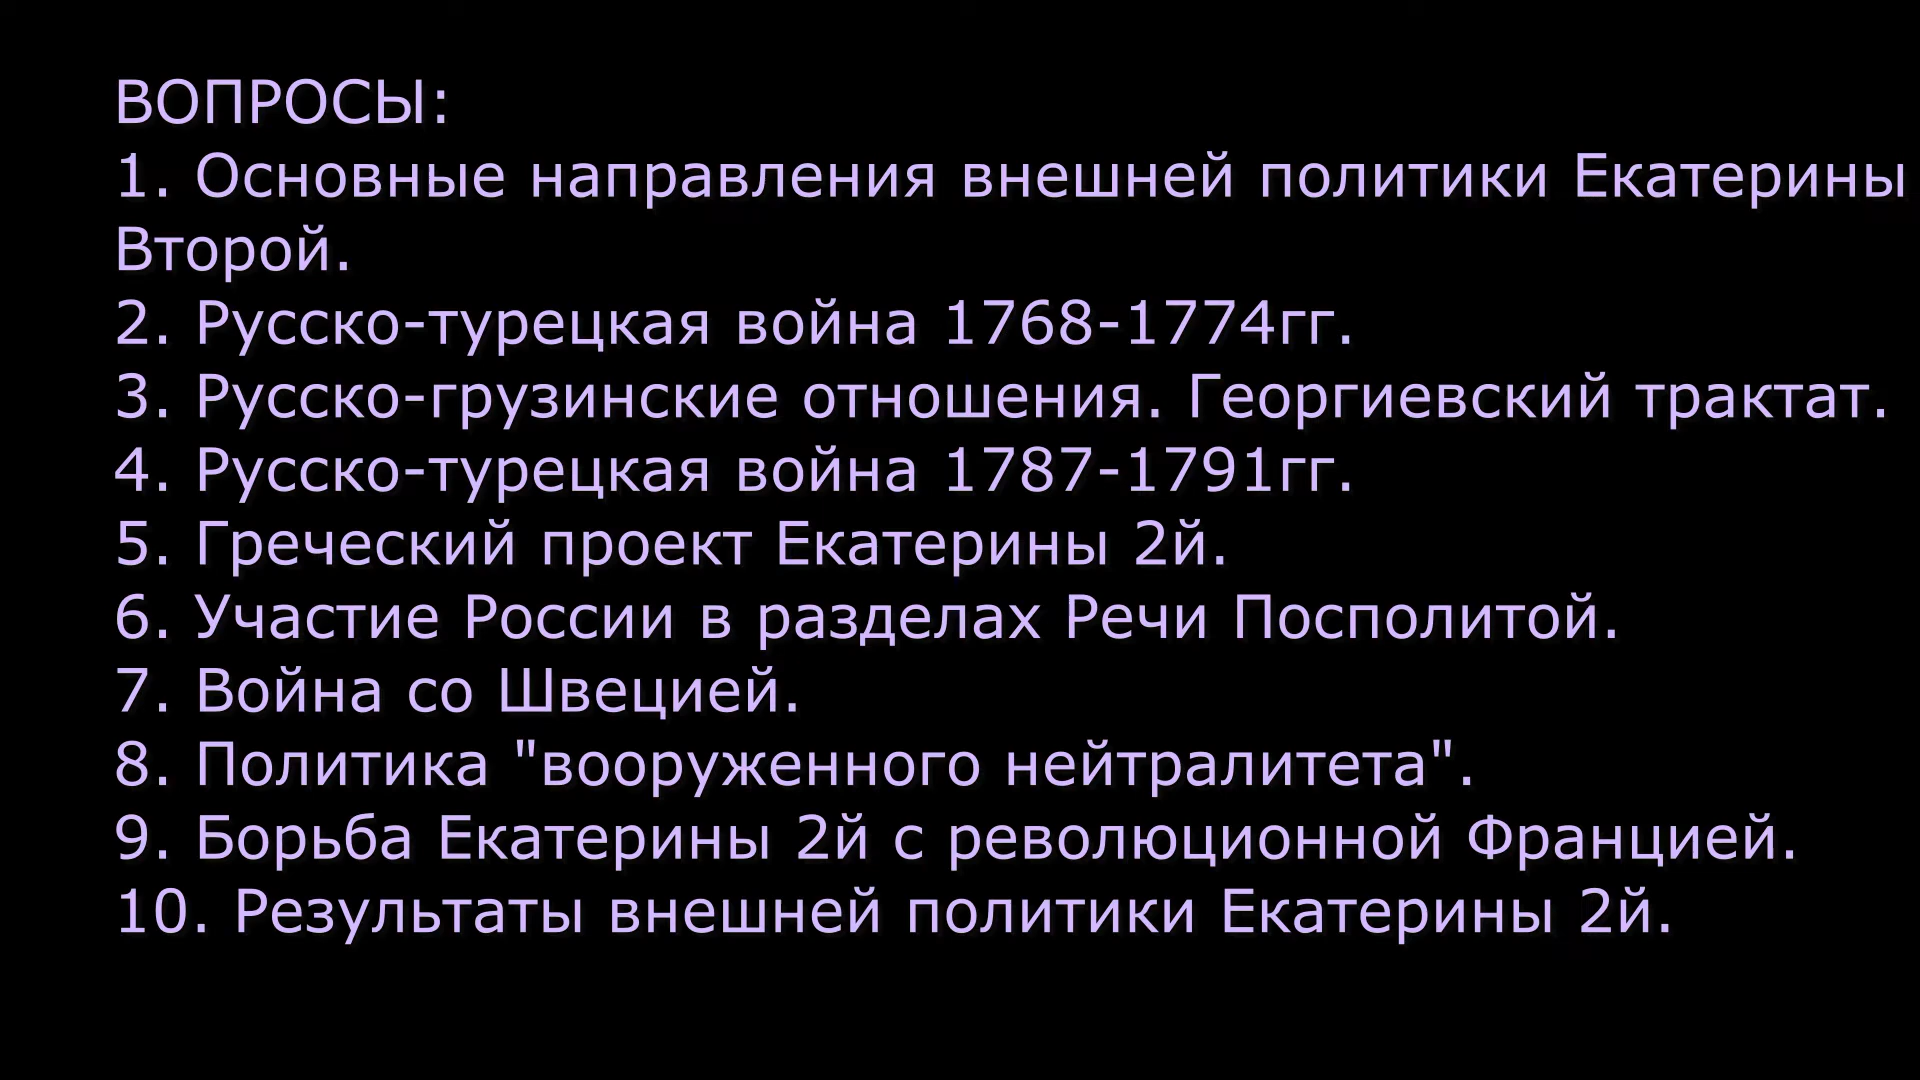 ВОПРОСЫ:
1. Основные направления внешней политики Екатерины
Второй.
2. Русско-турецкая война 1768-1774гг.
3. Русско-грузинские отношения. Георгиевский трактат.
4. Русско-турецкая война 1787-1791гг.
5. Греческий проект Екатерины 2й.
6. Участие России в разделах Речи Посполитой.
7. Война со Швецией.
8. Политика "вооруженного нейтралитета".
9. Борьба Екатерины 2й с революционной Францией.
10. Результаты внешней политики Екатерины 2й.